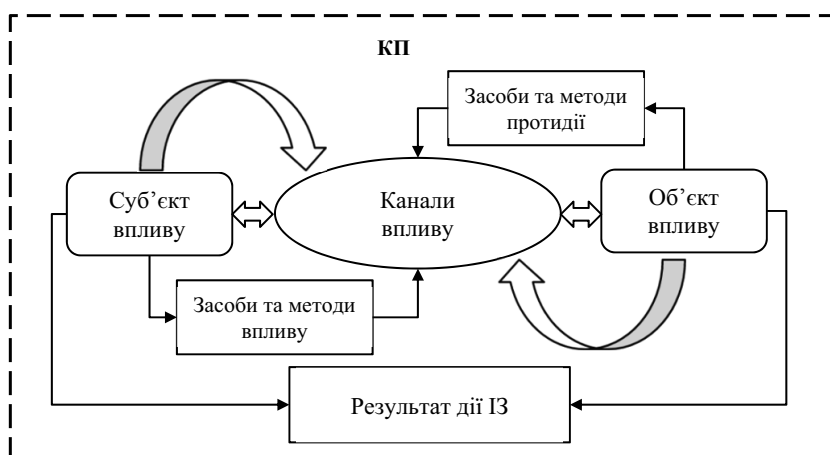 КП
Засоби та методи
протидії
Суб’єкт
впливу
Канали
впливу
Об’єкт
впливу
Засоби та методи
впливу
Результат дії ІЗ